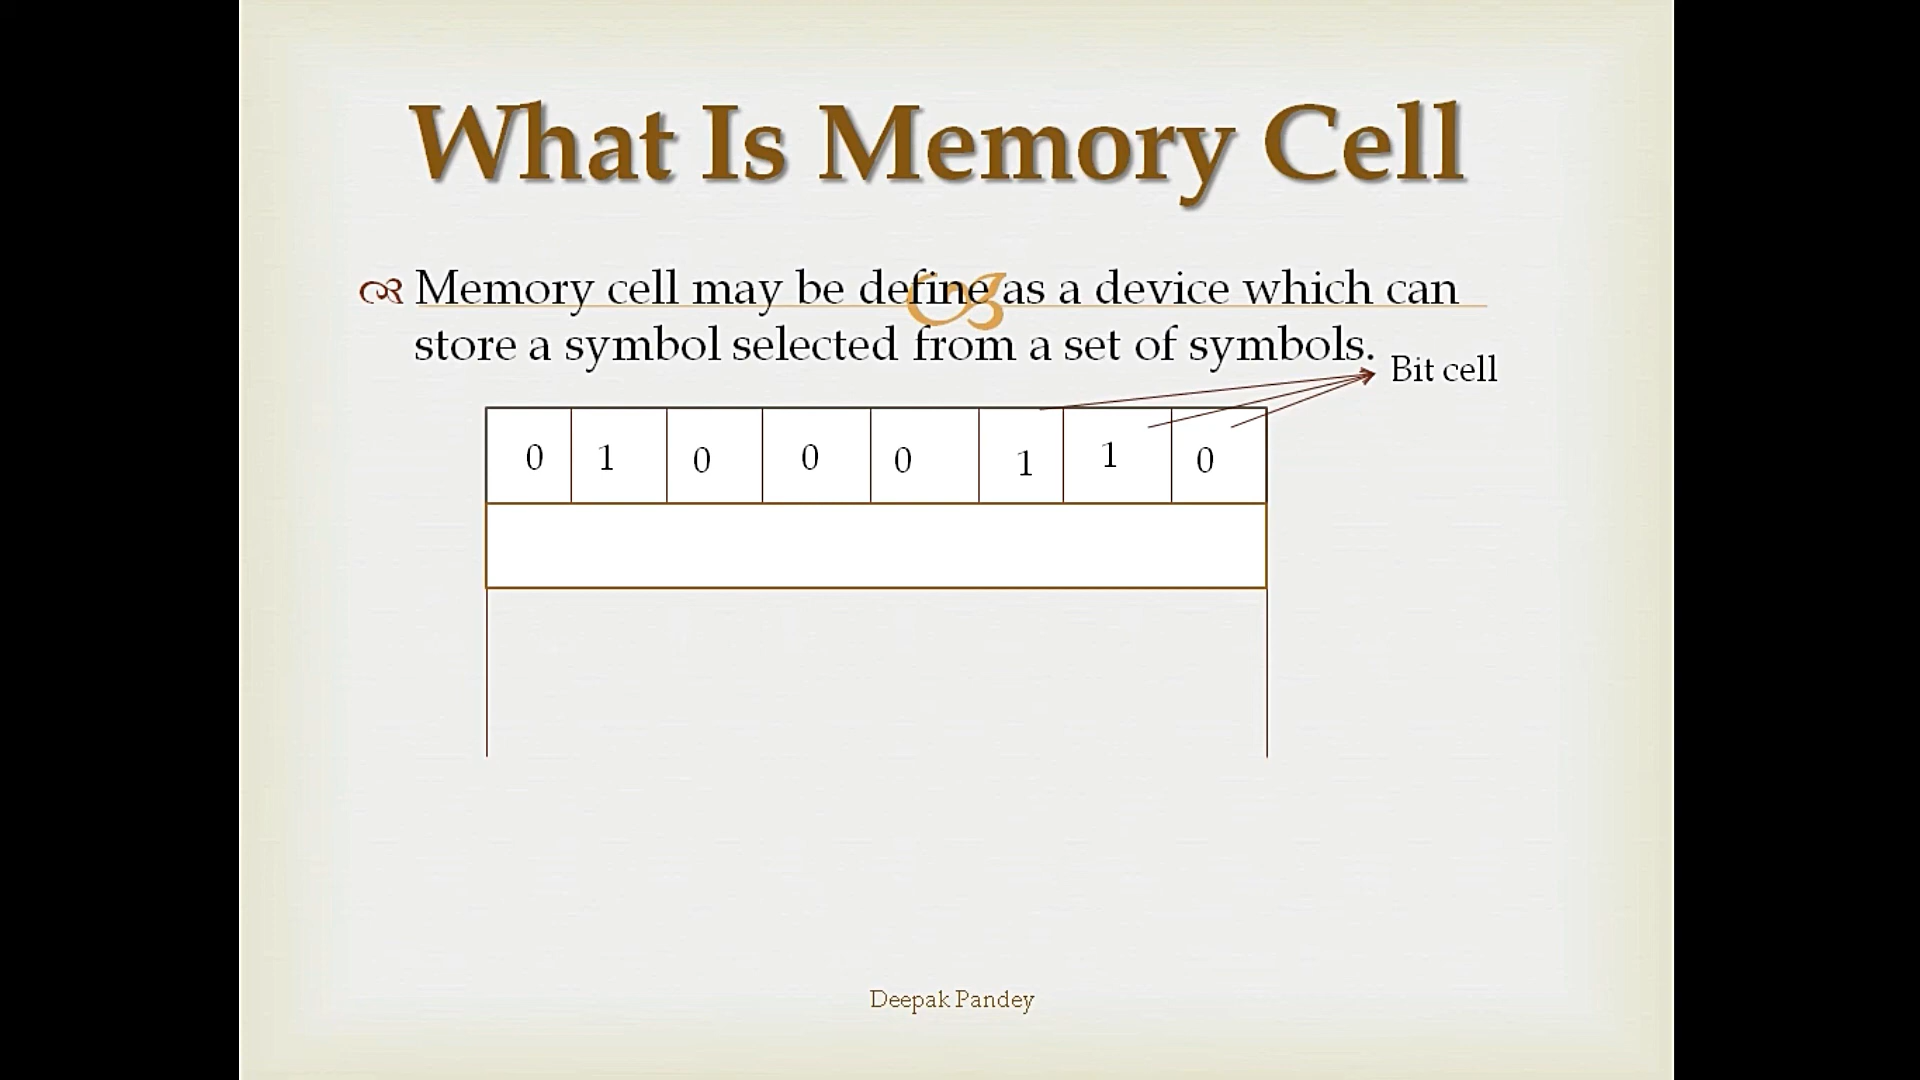 What Is Memory Cell
Memory cell may be define as a device which can
store a symbol selected from a set of symbols.
Bit cell
0 1 0 0 0 1 1 0
Deepak Pandey